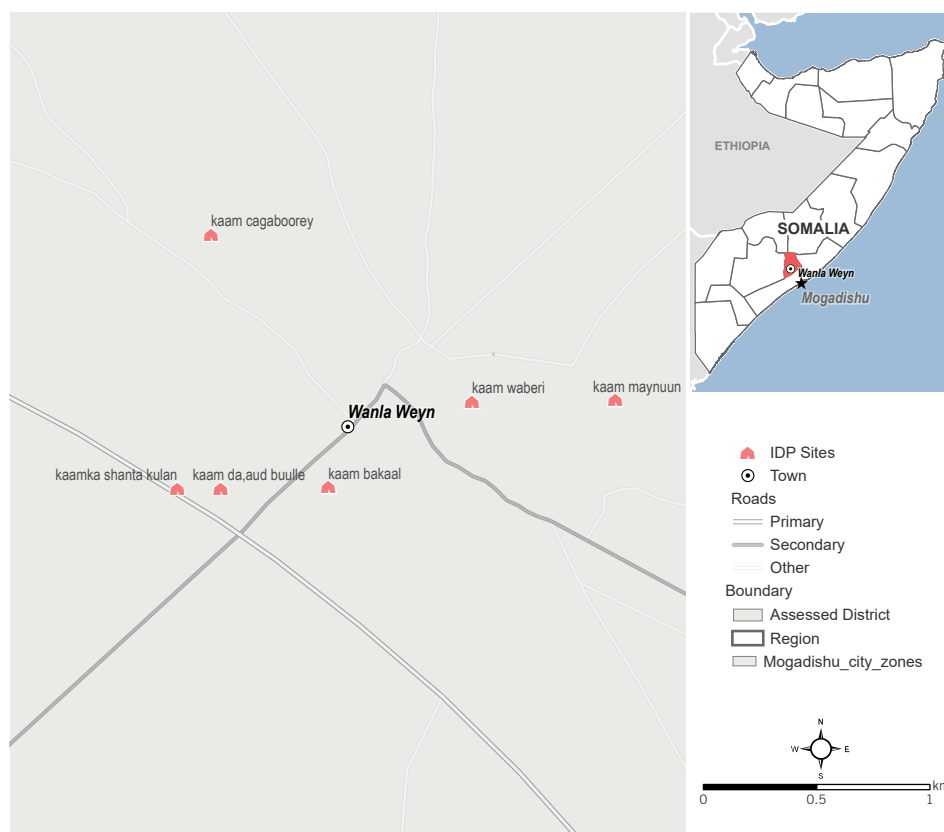 kaam cagaboorey
kaam waberi
kaam maynuun
Wanla Weyn
kaamka shanta kulan
kaam da,aud buulle
kaam bakaal
ETHIOPIA
SOMALIA
Wanla Weyn
Mogadishu
IDP Sites
Town
Roads
Primary
Secondary
Other
Boundary
Assessed District
Region
Mogadishu_city_zones
N
W
E
S
km
0
0.5
1